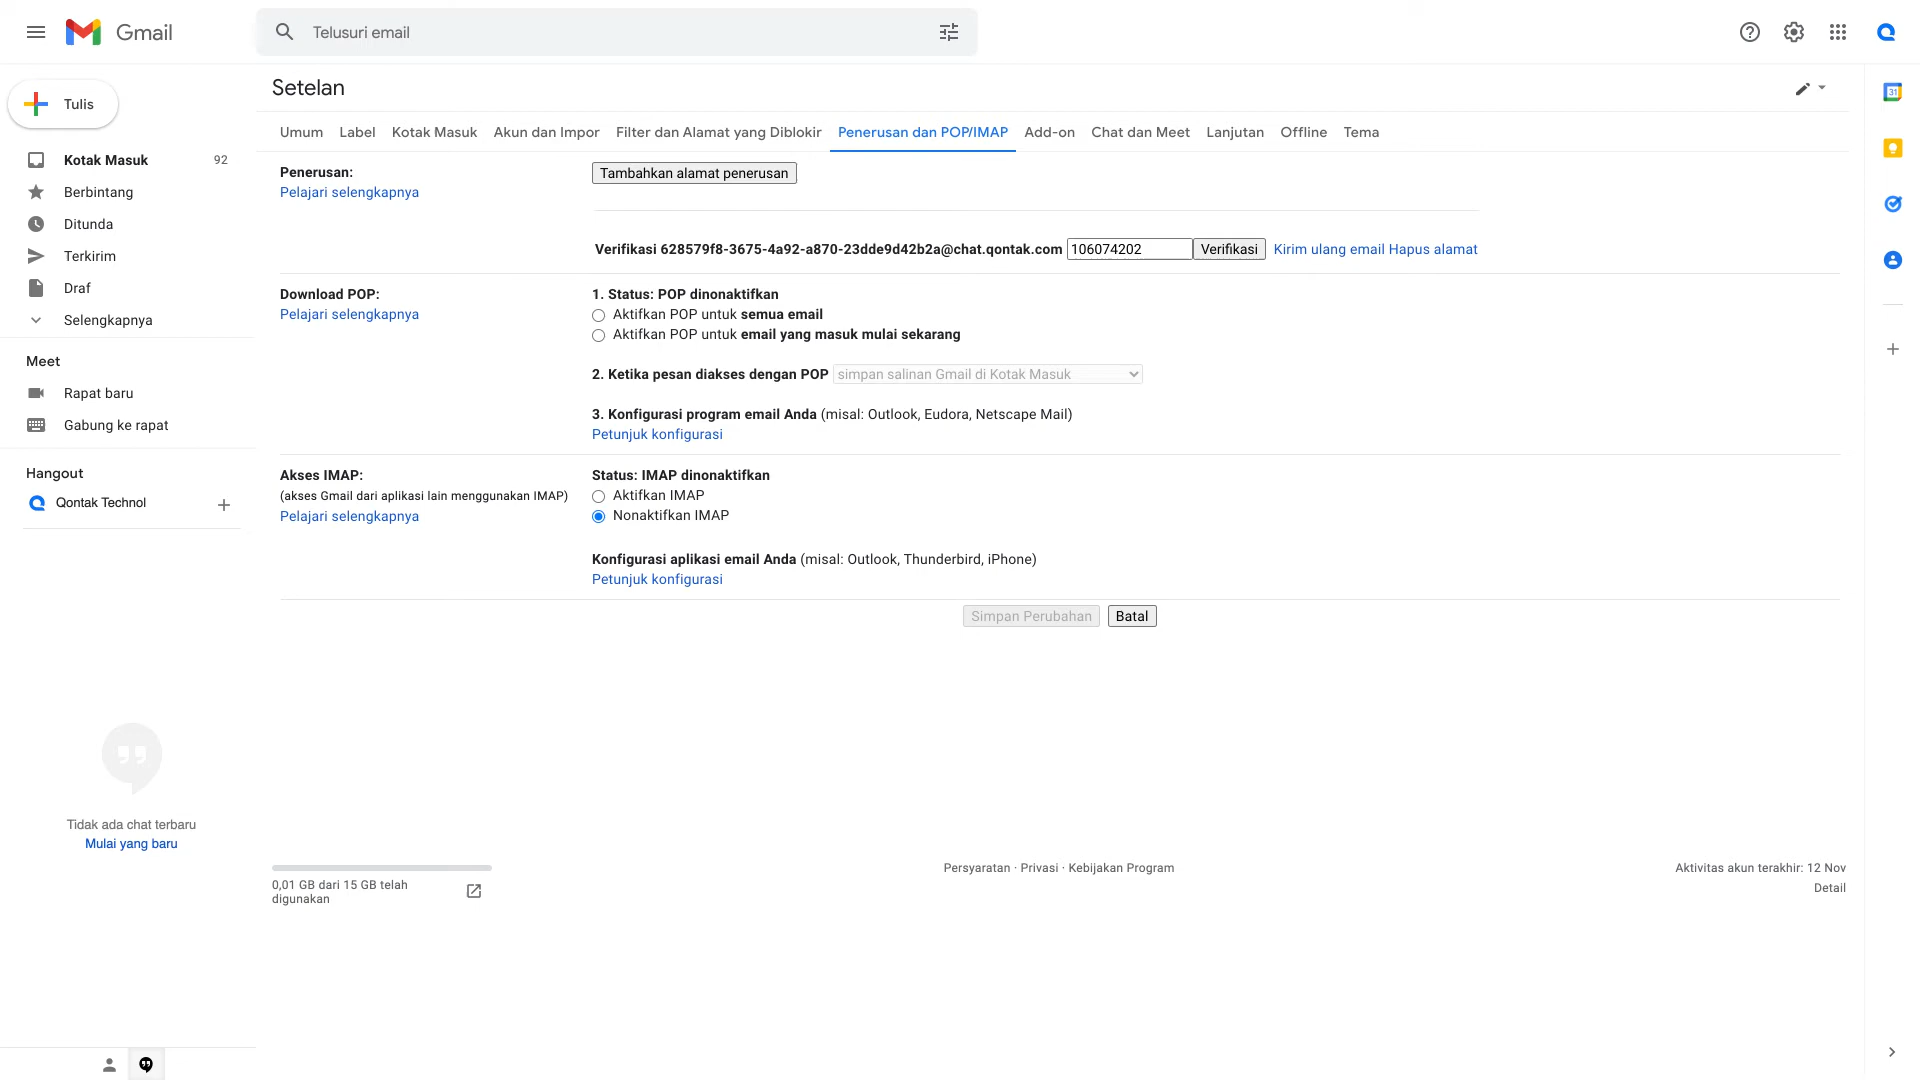 Gmail
Telusuri email
Tulis
Kotak Masuk 92
Berbintang
Ditunda
Terkirim
Draf
Selengkapnya
Meet
Rapat baru
Gabung ke rapat
Hangout
Qontak Technol
Tidak ada chat terbaru
Mulai yang baru
Setelan
Umum Label Kotak Masuk Akun dan Impor Filter dan Alamat yang Diblokir Penerusan dan POP/IMAP Add-on Chat dan Meet Lanjutan Offline Tema
Penerusan:
Pelajari selengkapnya
Tambahkan alamat penerusan
Verifikasi 628579f8-3675-4a92-a870-23dde9d42b2a@chat.qontak.com 106074202 Verifikasi Kirim ulang email Hapus alamat
Download POP:
Pelajari selengkapnya
1. Status: POP dinonaktifkan
Aktifkan POP untuk semua email
Aktifkan POP untuk email yang masuk mulai sekarang
2. Ketika pesan diakses dengan POP simpan salinan Gmail di Kotak Masuk
3. Konfigurasi program email Anda (misal: Outlook, Eudora, Netscape Mail)
Petunjuk konfigurasi
Akses IMAP:
(akses Gmail dari aplikasi lain menggunakan IMAP)
Pelajari selengkapnya
Status: IMAP dinonaktifkan
Aktifkan IMAP
Nonaktifkan IMAP
Konfigurasi aplikasi email Anda (misal: Outlook, Thunderbird, iPhone)
Petunjuk konfigurasi
Simpan Perubahan Batal
0,01 GB dari 15 GB telah
digunakan
Persyaratan · Privasi · Kebijakan Program
Aktivitas akun terakhir: 12 Nov
Detail
31